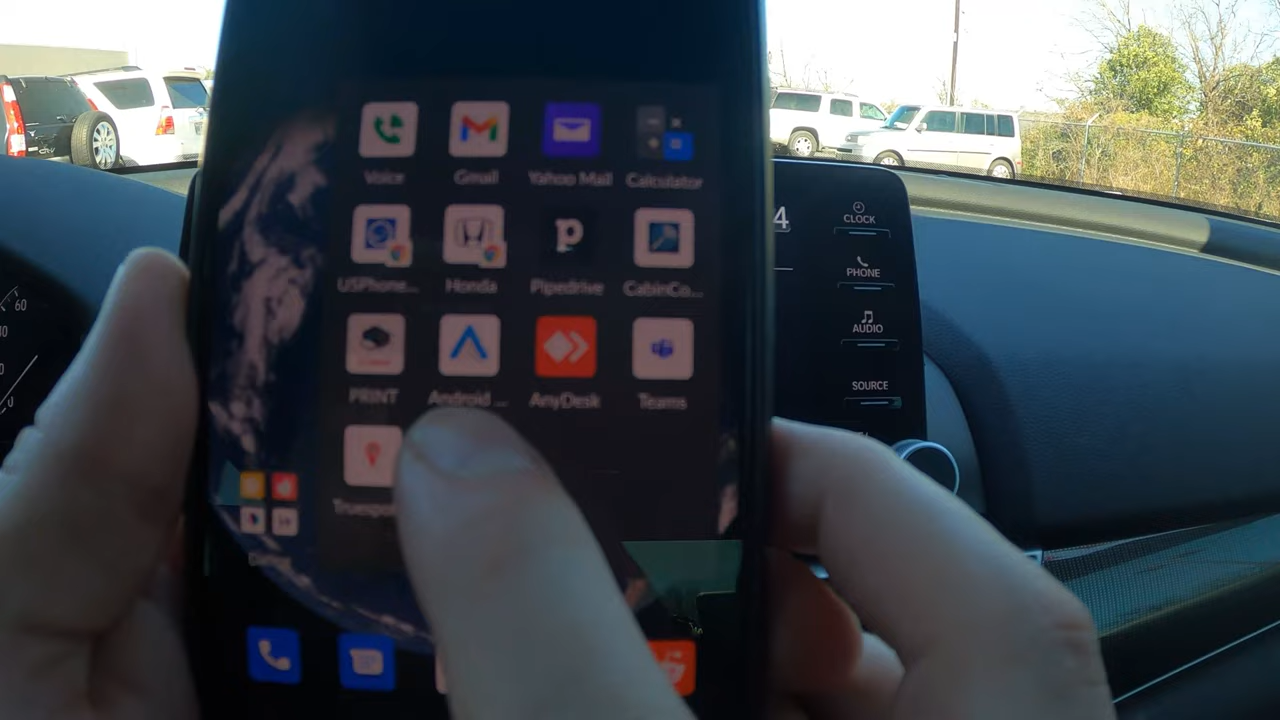 Voice Gmail Yahoo Mail Calculator
USPhone... Honda Pipedrive CabinCo...
PRINT Android ... AnyDesk Teams
4
CLOCK
PHONE
AUDIO
SOURCE
60
0